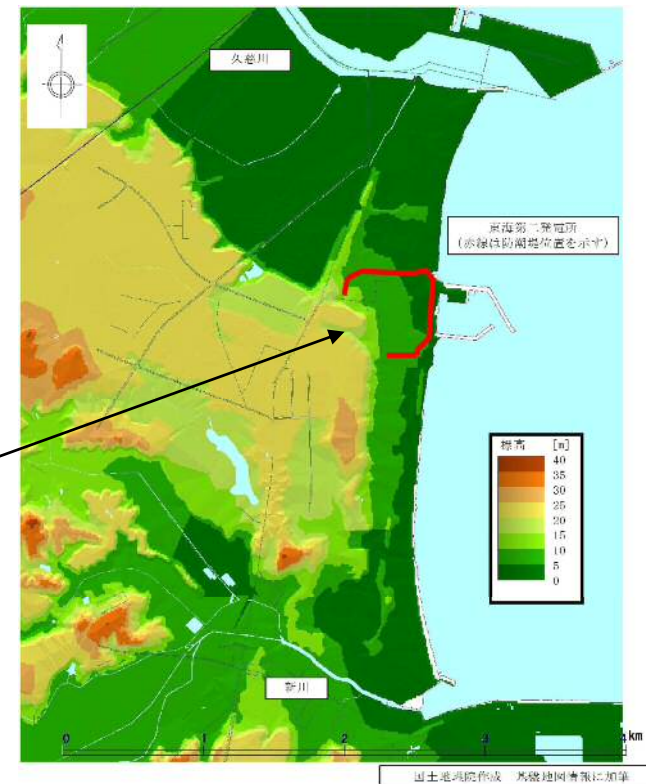 久慈川
東海第二発電所
(赤線は防潮堤位置を示す)
標高 [m]
40
35
30
25
20
15
10
5
0
新川
0 1 2 3 4 km
国土地理院作成 基盤地図情報に加筆